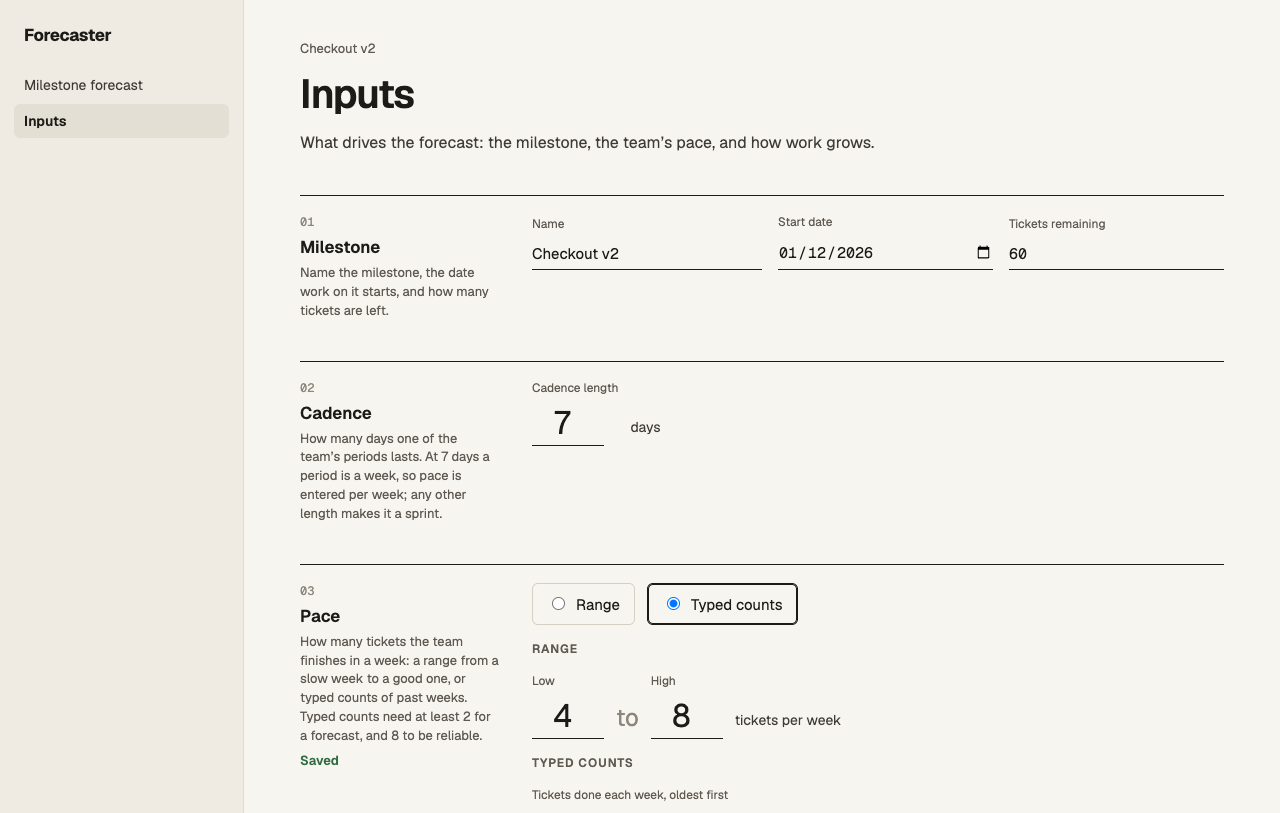 Forecaster
Milestone forecast
Inputs
Checkout v2
Inputs
What drives the forecast: the milestone, the team’s pace, and how work grows.
01
Milestone
Name the milestone, the date
work on it starts, and how many
tickets are left.
Name
Checkout v2
Start date
01/12/2026
Tickets remaining
60
02
Cadence
How many days one of the
team’s periods lasts. At 7 days a
period is a week, so pace is
entered per week; any other
length makes it a sprint.
Cadence length
7 days
03
Pace
How many tickets the team
finishes in a week: a range from a
slow week to a good one, or
typed counts of past weeks.
Typed counts need at least 2 for
a forecast, and 8 to be reliable.
Saved
Range
Typed counts
RANGE
Low
High
4 to 8 tickets per week
TYPED COUNTS
Tickets done each week, oldest first